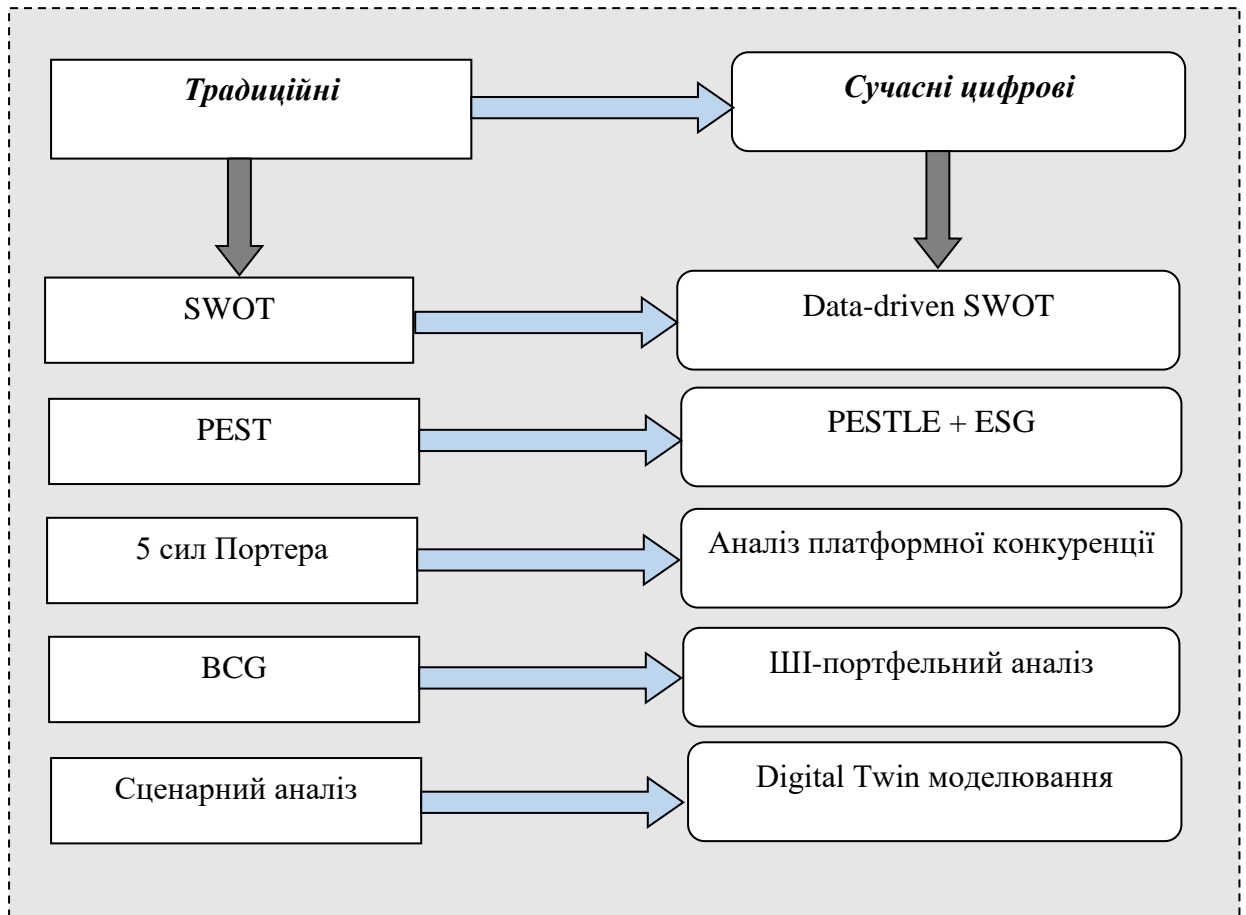 Традиційні
Сучасні цифрові
SWOT
Data-driven SWOT
PEST
PESTLE + ESG
5 сил Портера
Аналіз платформної конкуренції
BCG
ШІ-портфельний аналіз
Сценарний аналіз
Digital Twin моделювання